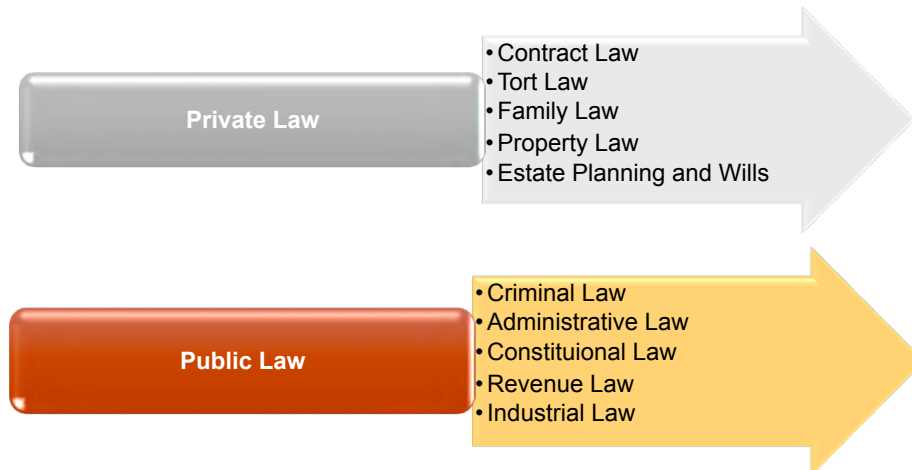 Private Law
• Contract Law
• Tort Law
• Family Law
• Property Law
• Estate Planning and Wills
Public Law
• Criminal Law
• Administrative Law
• Constituional Law
• Revenue Law
• Industrial Law